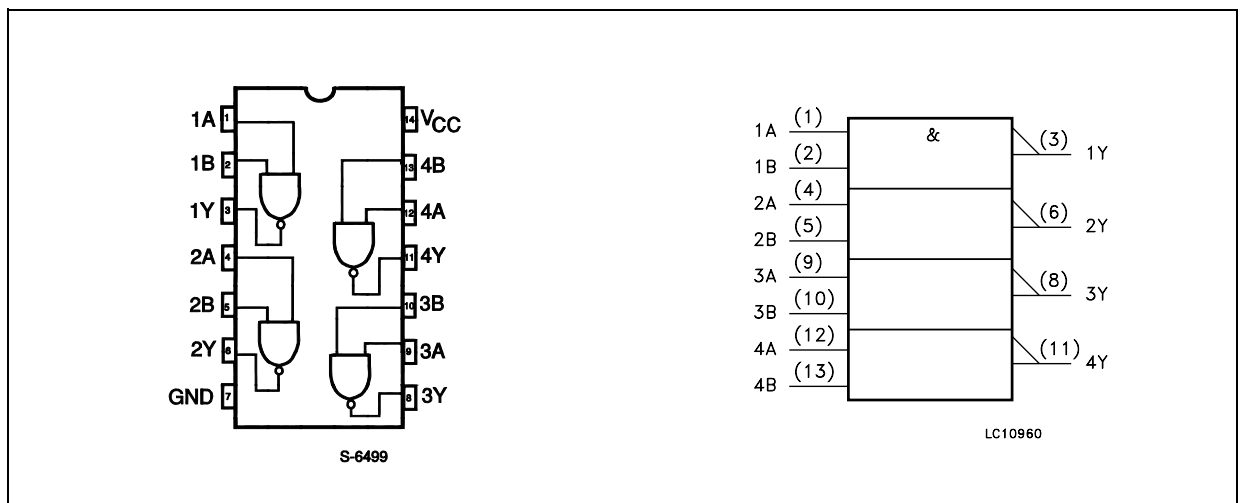 1A 1 14 VCC
1B 2 13 4B
1Y 3 12 4A
2A 4 11 4Y
2B 5 10 3B
2Y 6 9 3A
GND 7 8 3Y
S-6499
&
1A (1) (3) 1Y
1B (2)
2A (4) (6) 2Y
2B (5)
3A (9) (8) 3Y
3B (10)
4A (12) (11) 4Y
4B (13)
LC10960